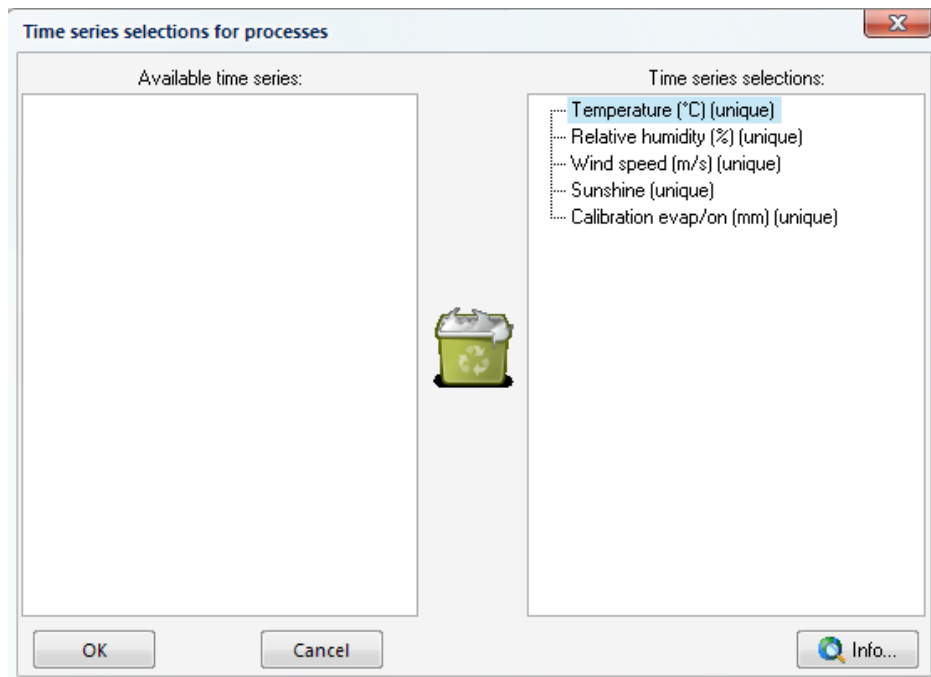 Time series selections for processes
Available time series:
Time series selections:
Temperature (°C) (unique)
Relative humidity (%) (unique)
Wind speed (m/s) (unique)
Sunshine (unique)
Calibration evap/on (mm) (unique)
OK
Cancel
Info...